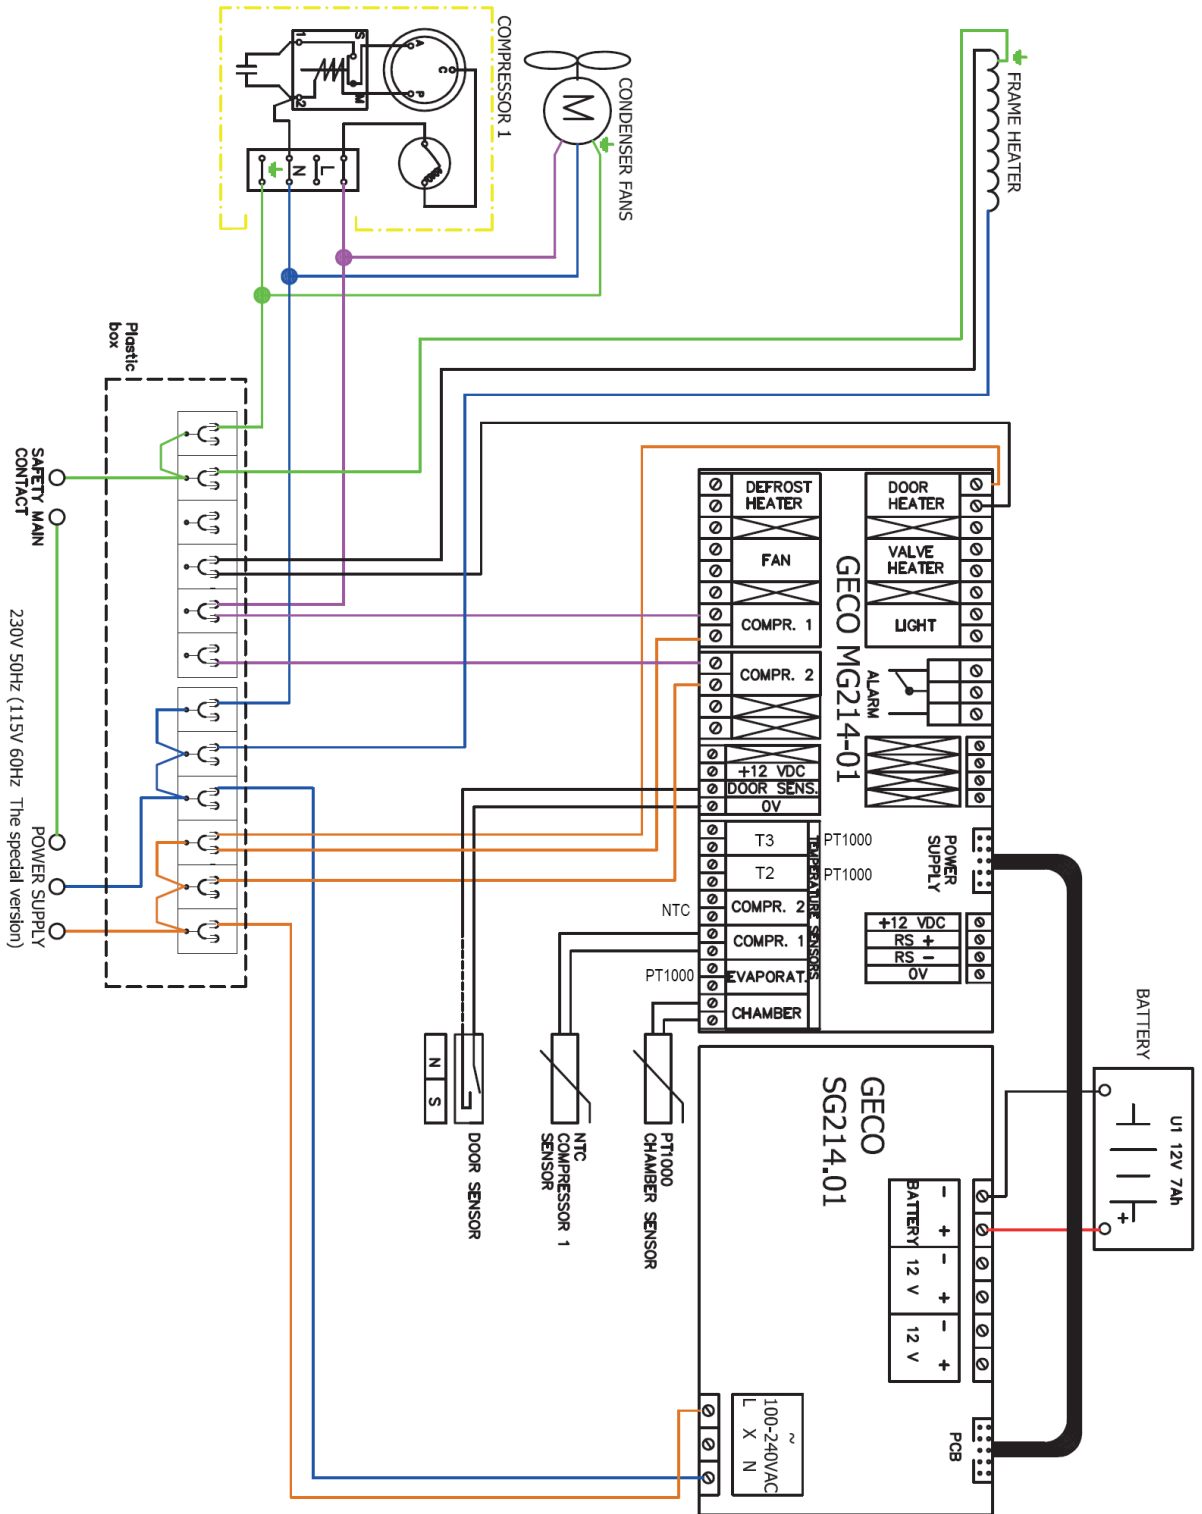 COMPRESSOR 1
1
S
2
M
A
C
P
N
L
M
CONDENSER FANS
FRAME HEATER
Plastic
box
SAFETY MAIN
CONTACT
230V 50Hz (115V 60Hz The special version)
POWER SUPPLY
GECO MG214-01
DEFROST
HEATER
FAN
COMPR. 1
COMPR. 2
+12 VDC
DOOR SENS.
0V
T3
T2
COMPR. 2
COMPR. 1
EVAPORAT.
CHAMBER
TEMPERATURE SENSORS
PT1000
PT1000
NTC
PT1000
DOOR
HEATER
VALVE
HEATER
LIGHT
ALARM
POWER
SUPPLY
+12 VDC
RS +
RS -
0V
N
S
DOOR SENSOR
NTC
COMPRESSOR 1
SENSOR
PT1000
CHAMBER SENSOR
GECO
SG214.01
BATTERY
- +
12 V
- +
12 V
- +
BATTERY
U1 12V 7Ah
+
PCB
~
100-240VAC
L X N